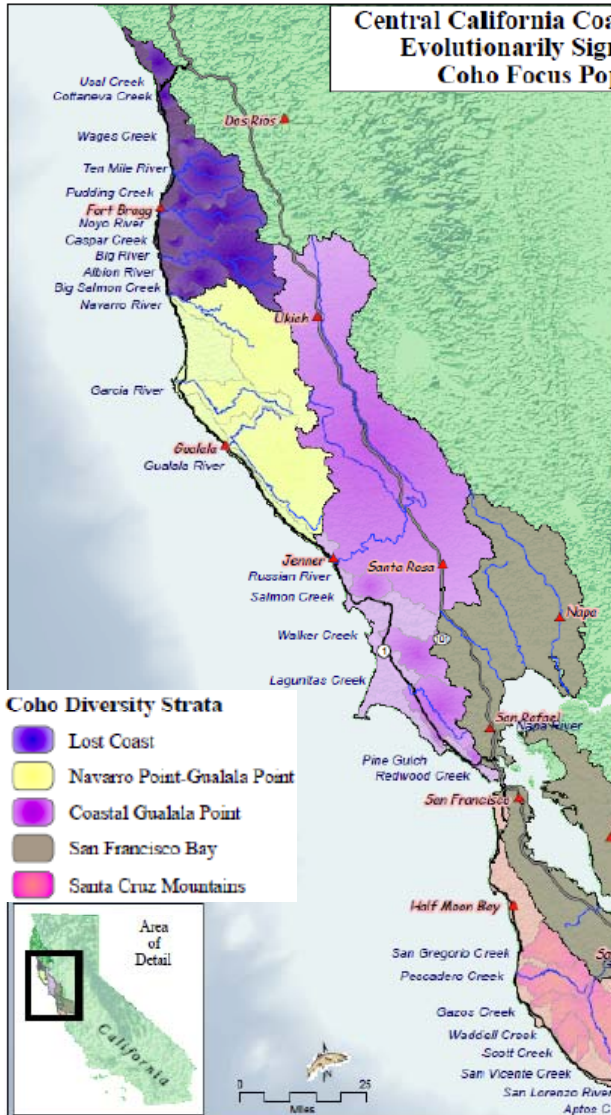 Central California Coa
Evolutionarily Sign
Coho Focus Pop
Usal Creek
Cottaneva Creek
Dos Rios
Wages Creek
Ten Mile River
Pudding Creek
Fort Bragg
Noyo River
Caspar Creek
Big River
Albion River
Big Salmon Creek
Navarro River
Ukiah
Garcia River
Gualala
Gualala River
Jenner
Santa Rosa
Russian River
Salmon Creek
Napa
Walker Creek
101
1
Lagunitas Creek
Coho Diversity Strata
Lost Coast
Navarro Point-Gualala Point
Coastal Gualala Point
San Francisco Bay
Santa Cruz Mountains
San Rafael
Napa River
Pine Gulch
Redwood Creek
San Francisco
Half Moon Bay
Area
of
Detail
California
San Gregorio Creek
Pescadero Creek
Gazos Creek
Waddell Creek
Scott Creek
San Vicente Creek
San Lorenzo River
Aptos C
N
0 25
Miles